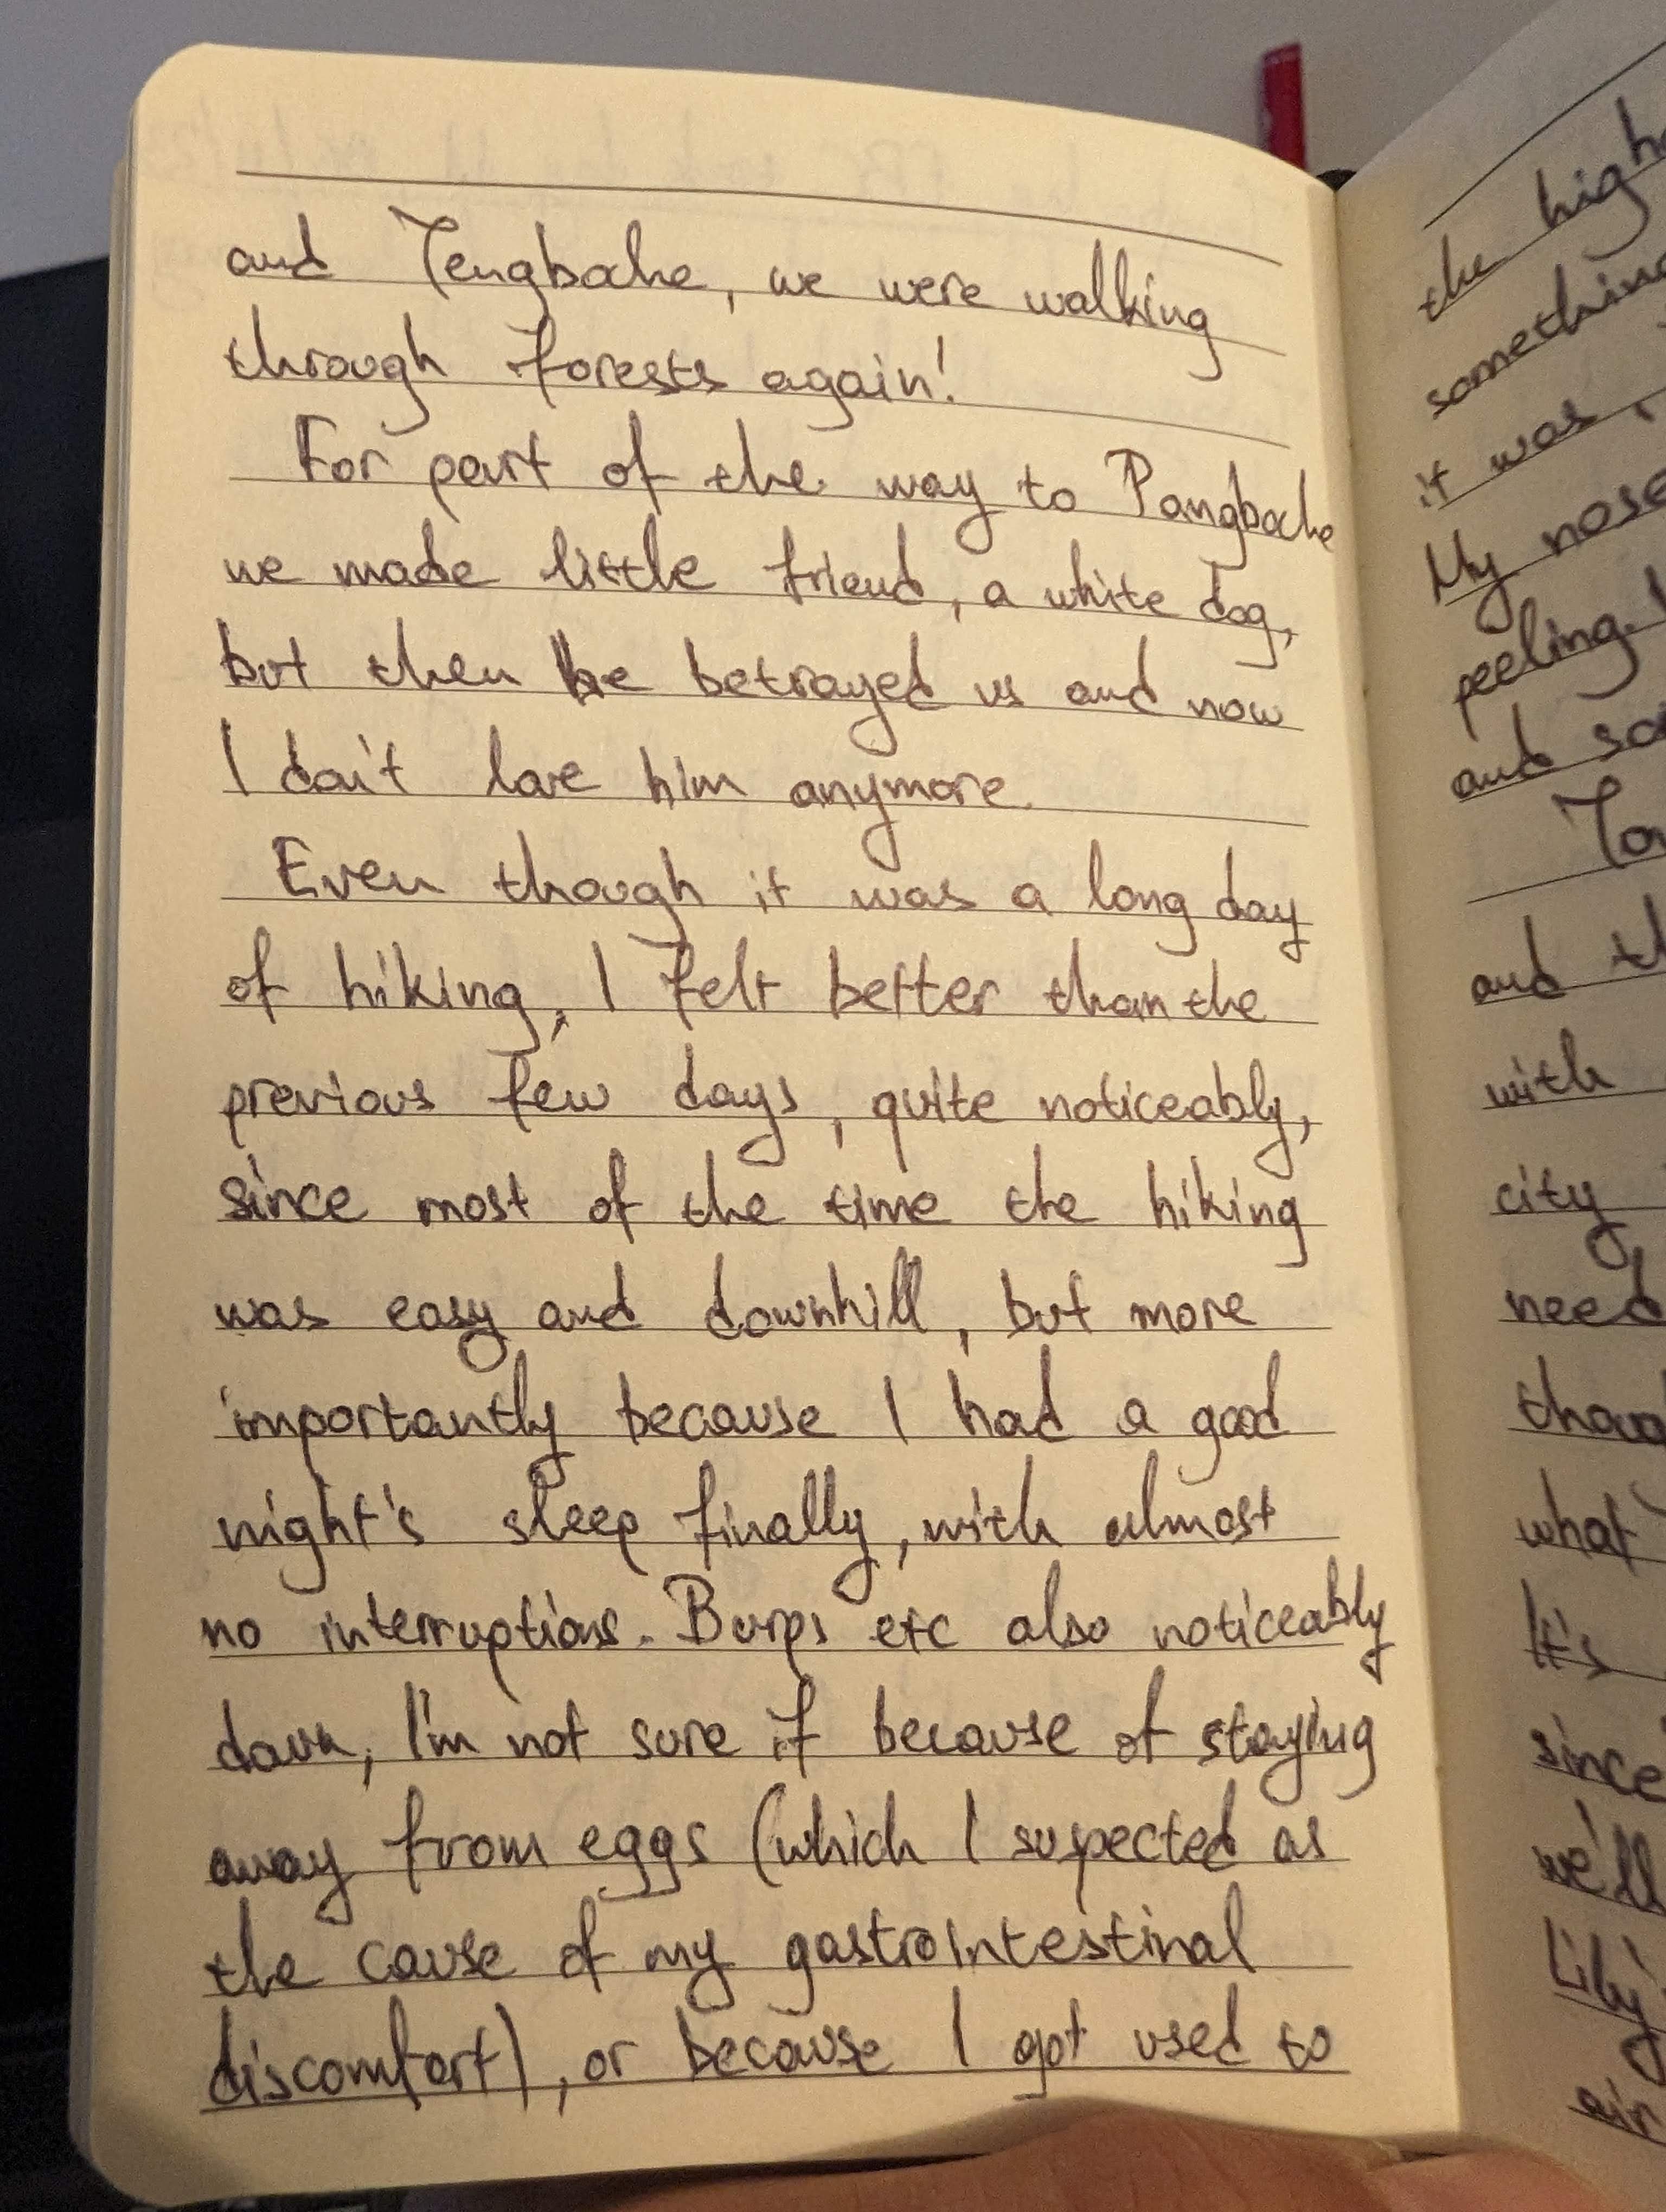 and Tengboche, we were walking
through forests again!
For part of the way to Pangboche
we made little friend, a white dog,
but then he betrayed us and now
I don't love him anymore.
Even though it was a long day
of hiking, I felt better than the
previous few days, quite noticeably,
since most of the time the hiking
was easy and downhill, but more
importantly because I had a good
night's sleep finally, with almost
no interruptions. Burps etc also noticeably
down, I'm not sure if because of staying
away from eggs (which I suspected as
the cause of my gastrointestinal
discomfort), or because I got used to
the
something
it was
My nose
peeling.
and
and
with
city
need
what
It's
since
we'll
Lily
air